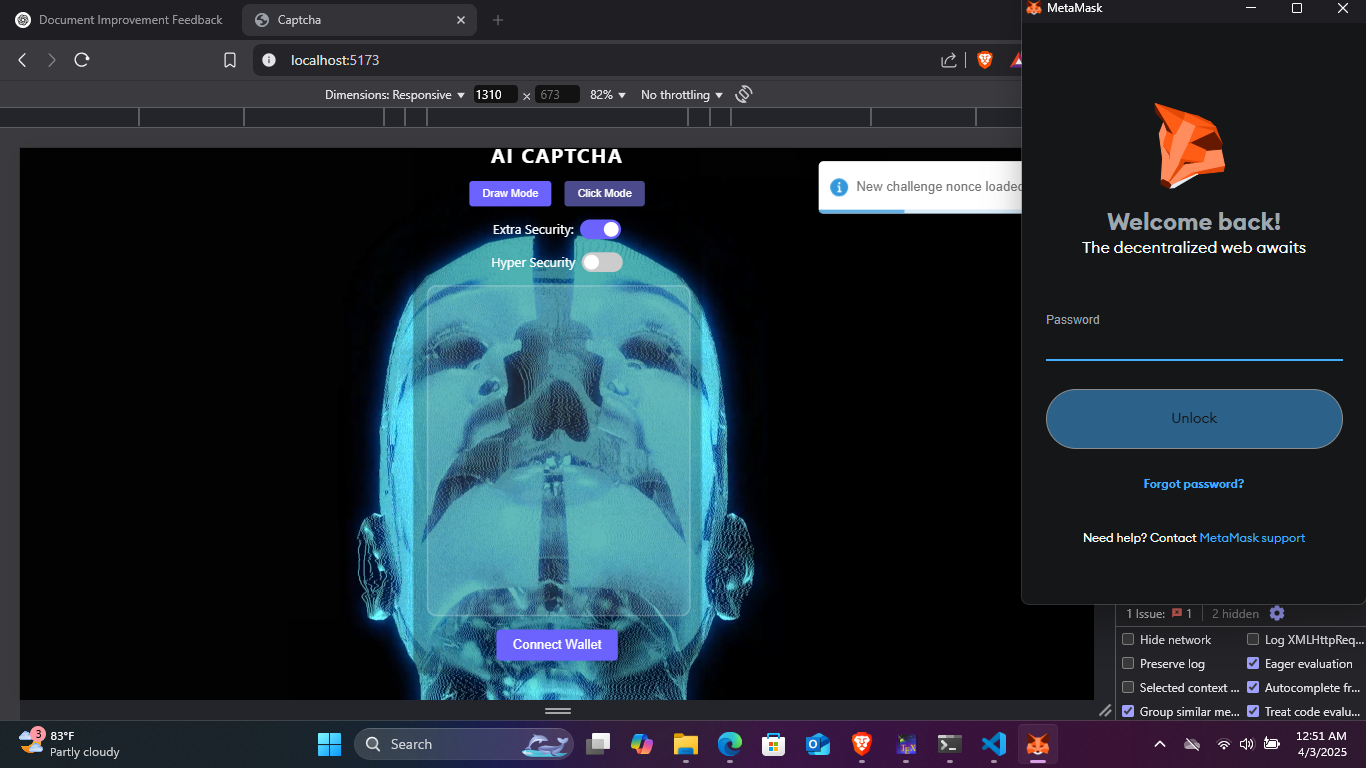 Document Improvement Feedback
Captcha
MetaMask
localhost:5173
Dimensions: Responsive
1310
×
673
82%
No throttling
AI CAPTCHA
Draw Mode
Click Mode
Extra Security:
Hyper Security
New challenge nonce loaded
Connect Wallet
Welcome back!
The decentralized web awaits
Password
Unlock
Forgot password?
Need help? Contact MetaMask support
1 Issue: 1
2 hidden
Hide network
Log XMLHttpReq...
Preserve log
Eager evaluation
Selected context ...
Autocomplete fr...
Group similar me...
Treat code evalu...
3
83°F
Partly cloudy
Search
12:51 AM
4/3/2025